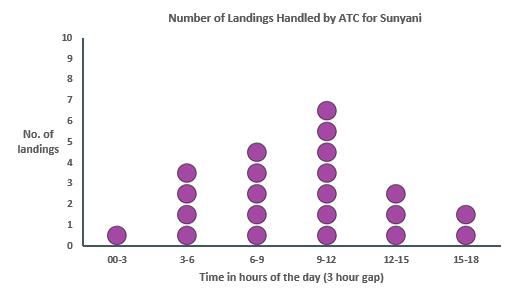 Number of Landings Handled by ATC for Sunyani
10
9
8
7
6
5
4
3
2
1
0
No. of
landings
00-3 3-6 6-9 9-12 12-15 15-18
Time in hours of the day (3 hour gap)